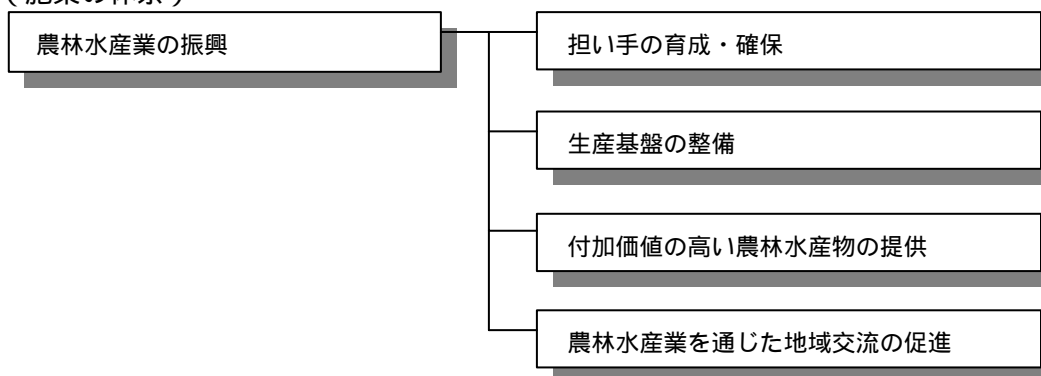 農林水産業の振興
担い手の育成・確保
生産基盤の整備
付加価値の高い農林水産物の提供
農林水産業を通じた地域交流の促進